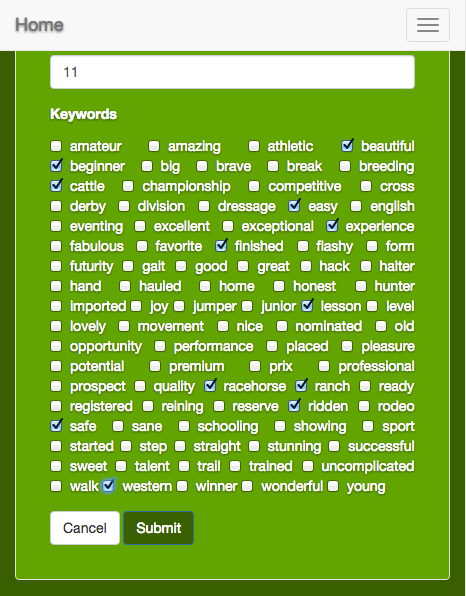 Home
11
Keywords
amateur amazing athletic beautiful
beginner big brave break breeding
cattle championship competitive cross
derby division dressage easy english
eventing excellent exceptional experience
fabulous favorite finished flashy form
futurity gait good great hack halter
hand hauled home honest hunter
imported joy jumper junior lesson level
lovely movement nice nominated old
opportunity performance placed pleasure
potential premium prix professional
prospect quality racehorse ranch ready
registered reining reserve ridden rodeo
safe sane schooling showing sport
started step straight stunning successful
sweet talent trail trained uncomplicated
walk western winner wonderful young
Cancel Submit